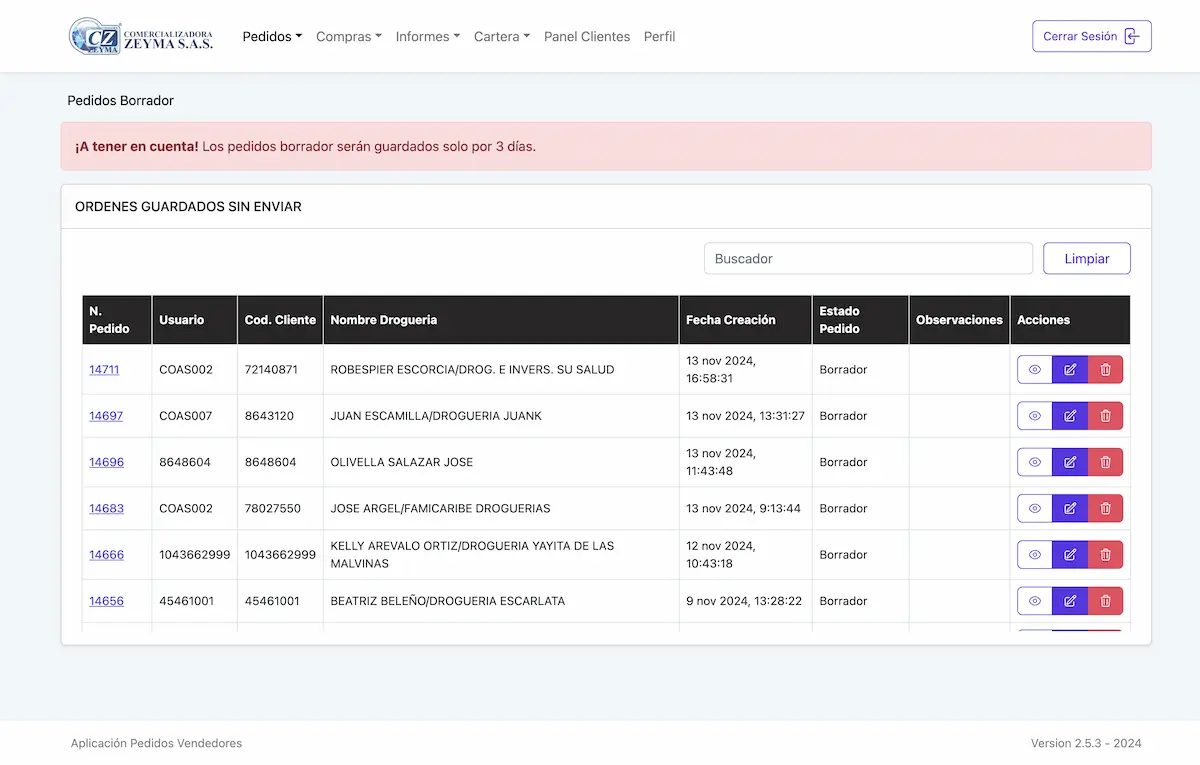 CZ
ZEYMA
COMERCIALIZADORA
ZEYMA S.A.S.
Pedidos Compras Informes Cartera Panel Clientes Perfil
Cerrar Sesión
Pedidos Borrador
¡A tener en cuenta! Los pedidos borrador serán guardados solo por 3 días.
ORDENES GUARDADOS SIN ENVIAR
Buscador Limpiar
N. Pedido Usuario Cod. Cliente Nombre Drogueria Fecha Creación Estado Pedido Observaciones Acciones
14711 COAS002 72140871 ROBESPIER ESCORCIA/DROG. E INVERS. SU SALUD 13 nov 2024, 16:58:31 Borrador
14697 COAS007 8643120 JUAN ESCAMILLA/DROGUERIA JUANK 13 nov 2024, 13:31:27 Borrador
14696 8648604 8648604 OLIVELLA SALAZAR JOSE 13 nov 2024, 11:43:48 Borrador
14683 COAS002 78027550 JOSE ARGEL/FAMICARIBE DROGUERIAS 13 nov 2024, 9:13:44 Borrador
14666 1043662999 1043662999 KELLY AREVALO ORTIZ/DROGUERIA YAYITA DE LAS MALVINAS 12 nov 2024, 10:43:18 Borrador
14656 45461001 45461001 BEATRIZ BELEÑO/DROGUERIA ESCARLATA 9 nov 2024, 13:28:22 Borrador
Aplicación Pedidos Vendedores
Version 2.5.3 - 2024